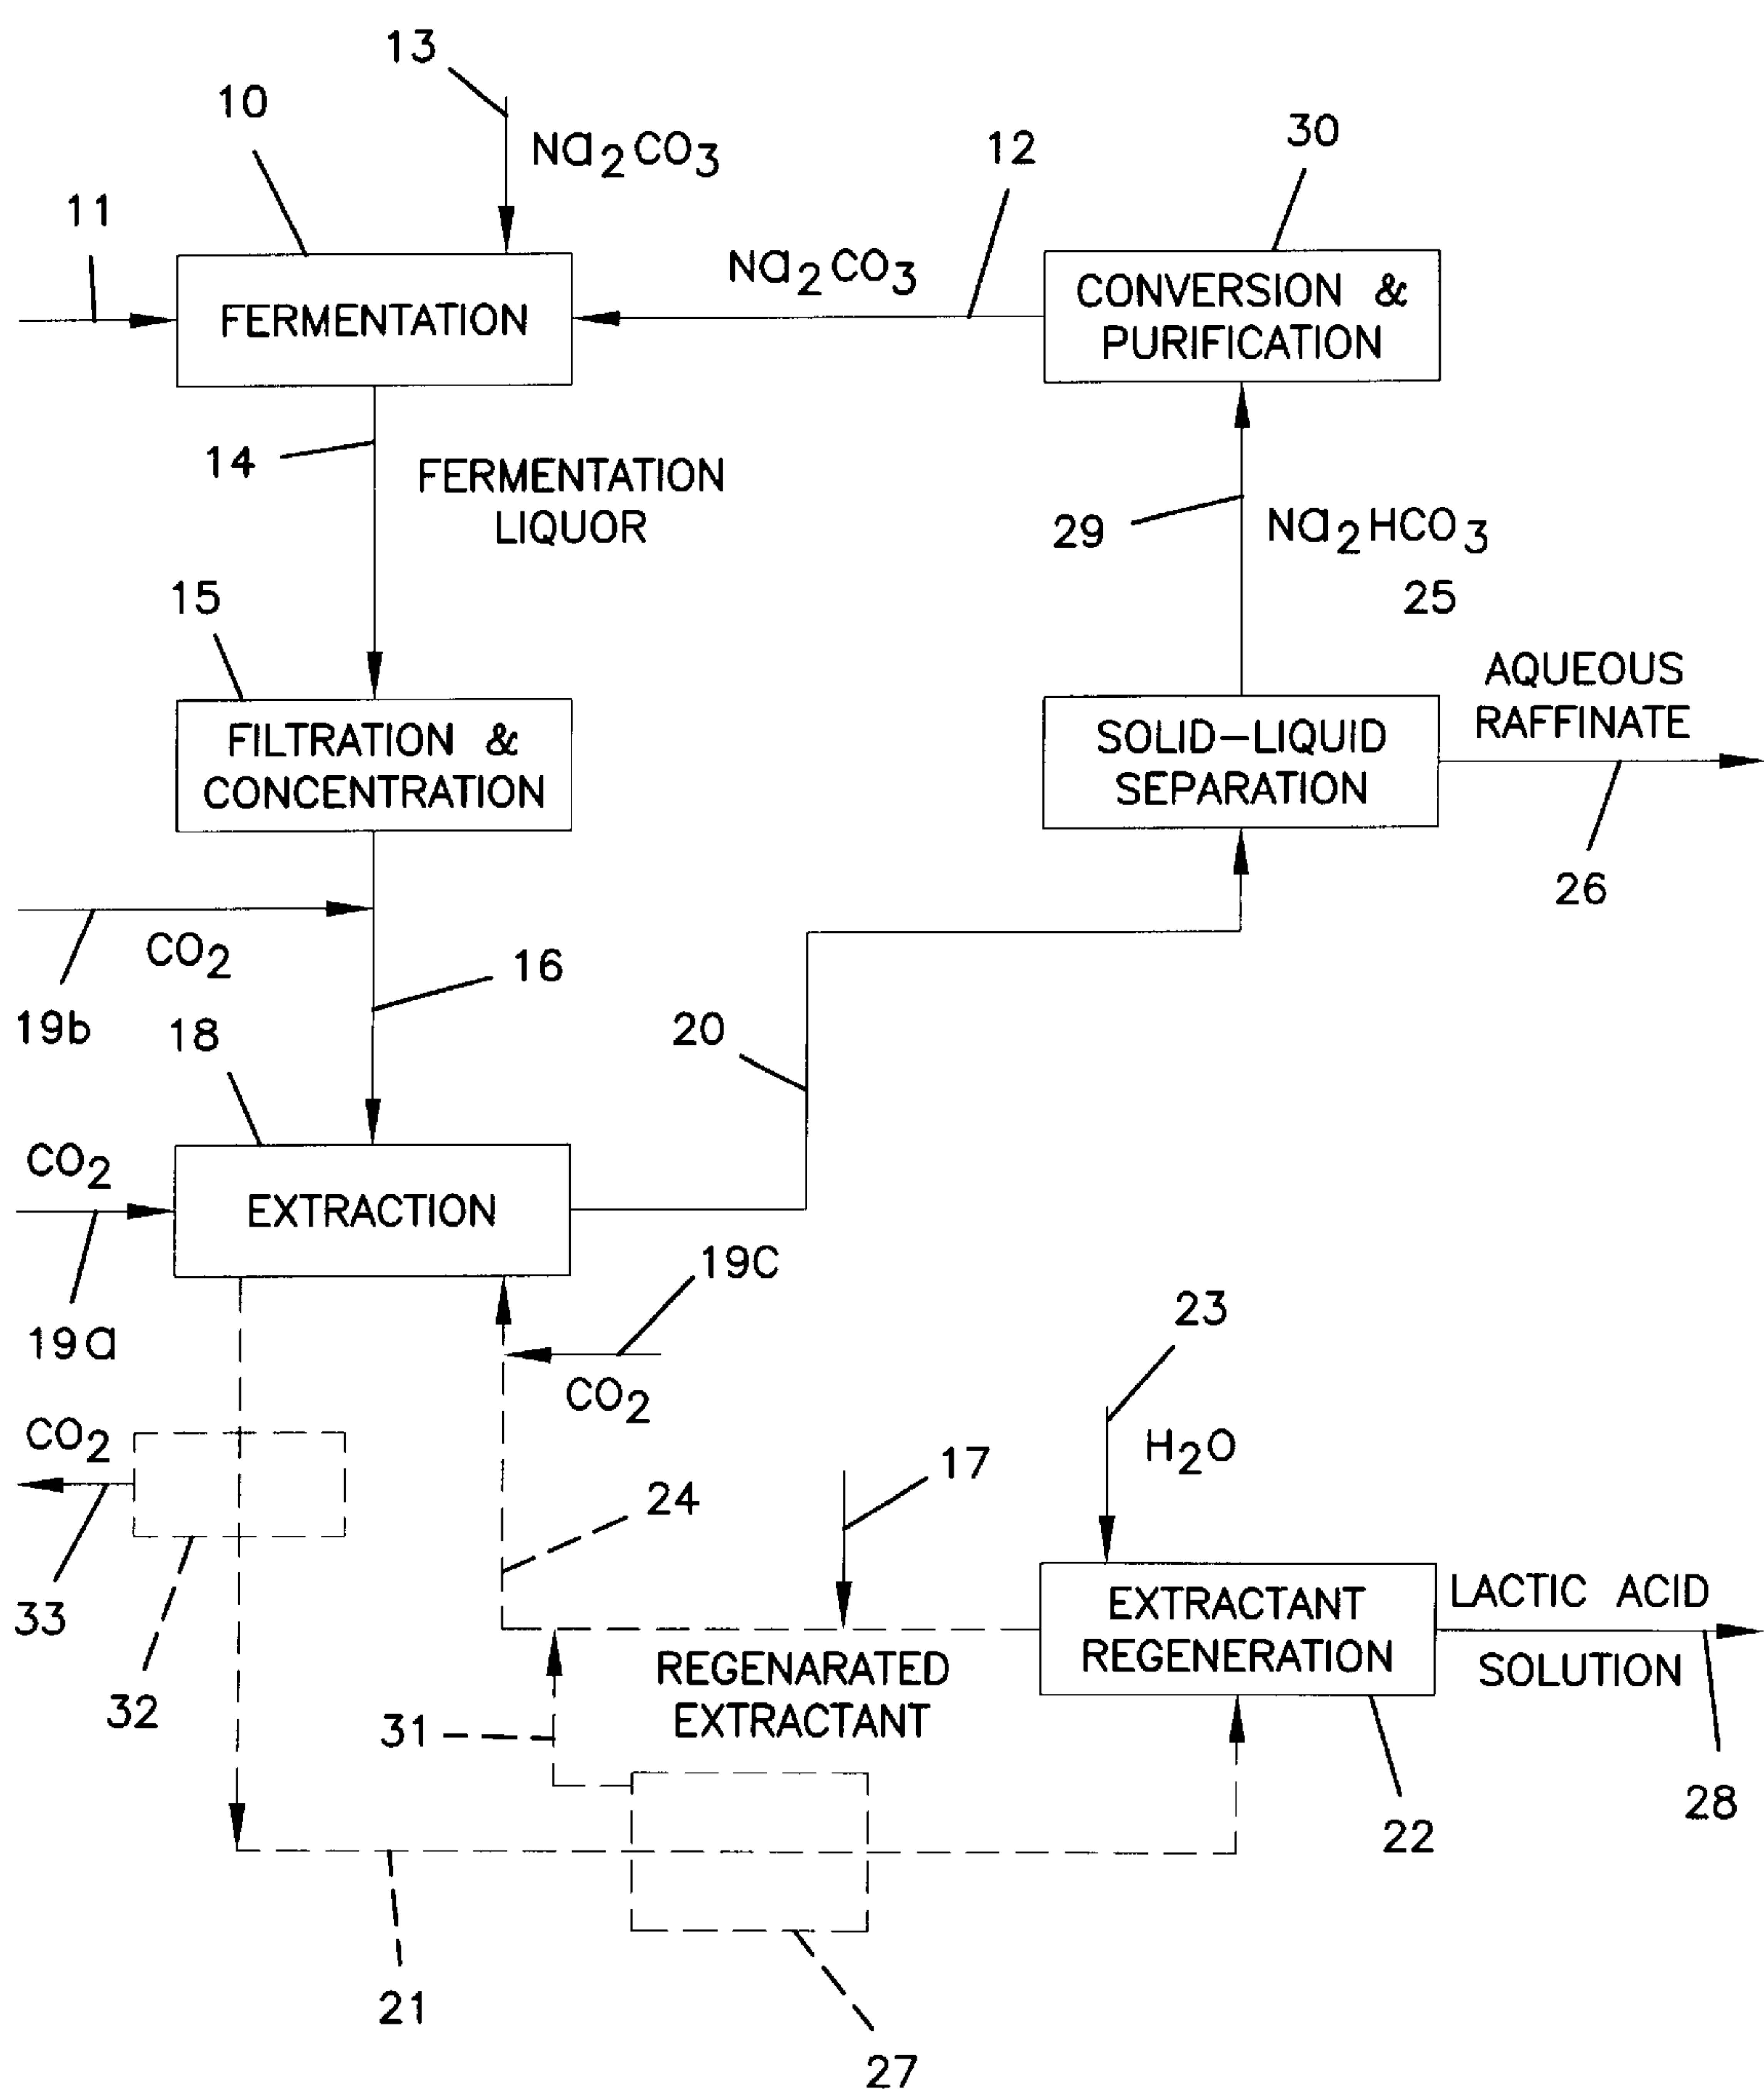 13
10
Na2CO3
12
30
11
Na2CO3
FERMENTATION
CONVERSION &
PURIFICATION
14
FERMENTATION
LIQUOR
29
Na2HCO3
25
15
AQUEOUS
RAFFINATE
FILTRATION &
CONCENTRATION
SOLID-LIQUID
SEPARATION
26
CO2
16
19b
18
20
CO2
EXTRACTION
19C
19a
23
CO2
CO2
H2O
17
24
33
EXTRACTANT
REGENERATION
LACTIC ACID
SOLUTION
REGENARATED
EXTRACTANT
32
31
28
22
21
27